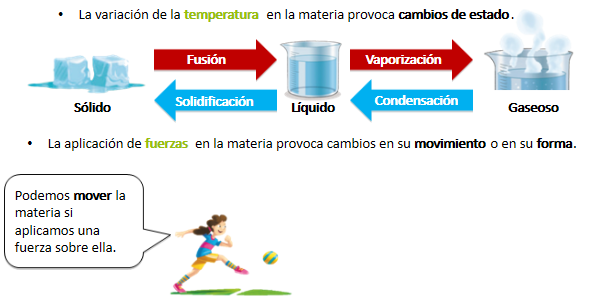 • La variación de la temperatura en la materia provoca cambios de estado.
Fusión
Vaporización
Sólido
Solidificación
Líquido
Condensación
Gaseoso
• La aplicación de fuerzas en la materia provoca cambios en su movimiento o en su forma.
Podemos mover la
materia si
aplicamos una
fuerza sobre ella.